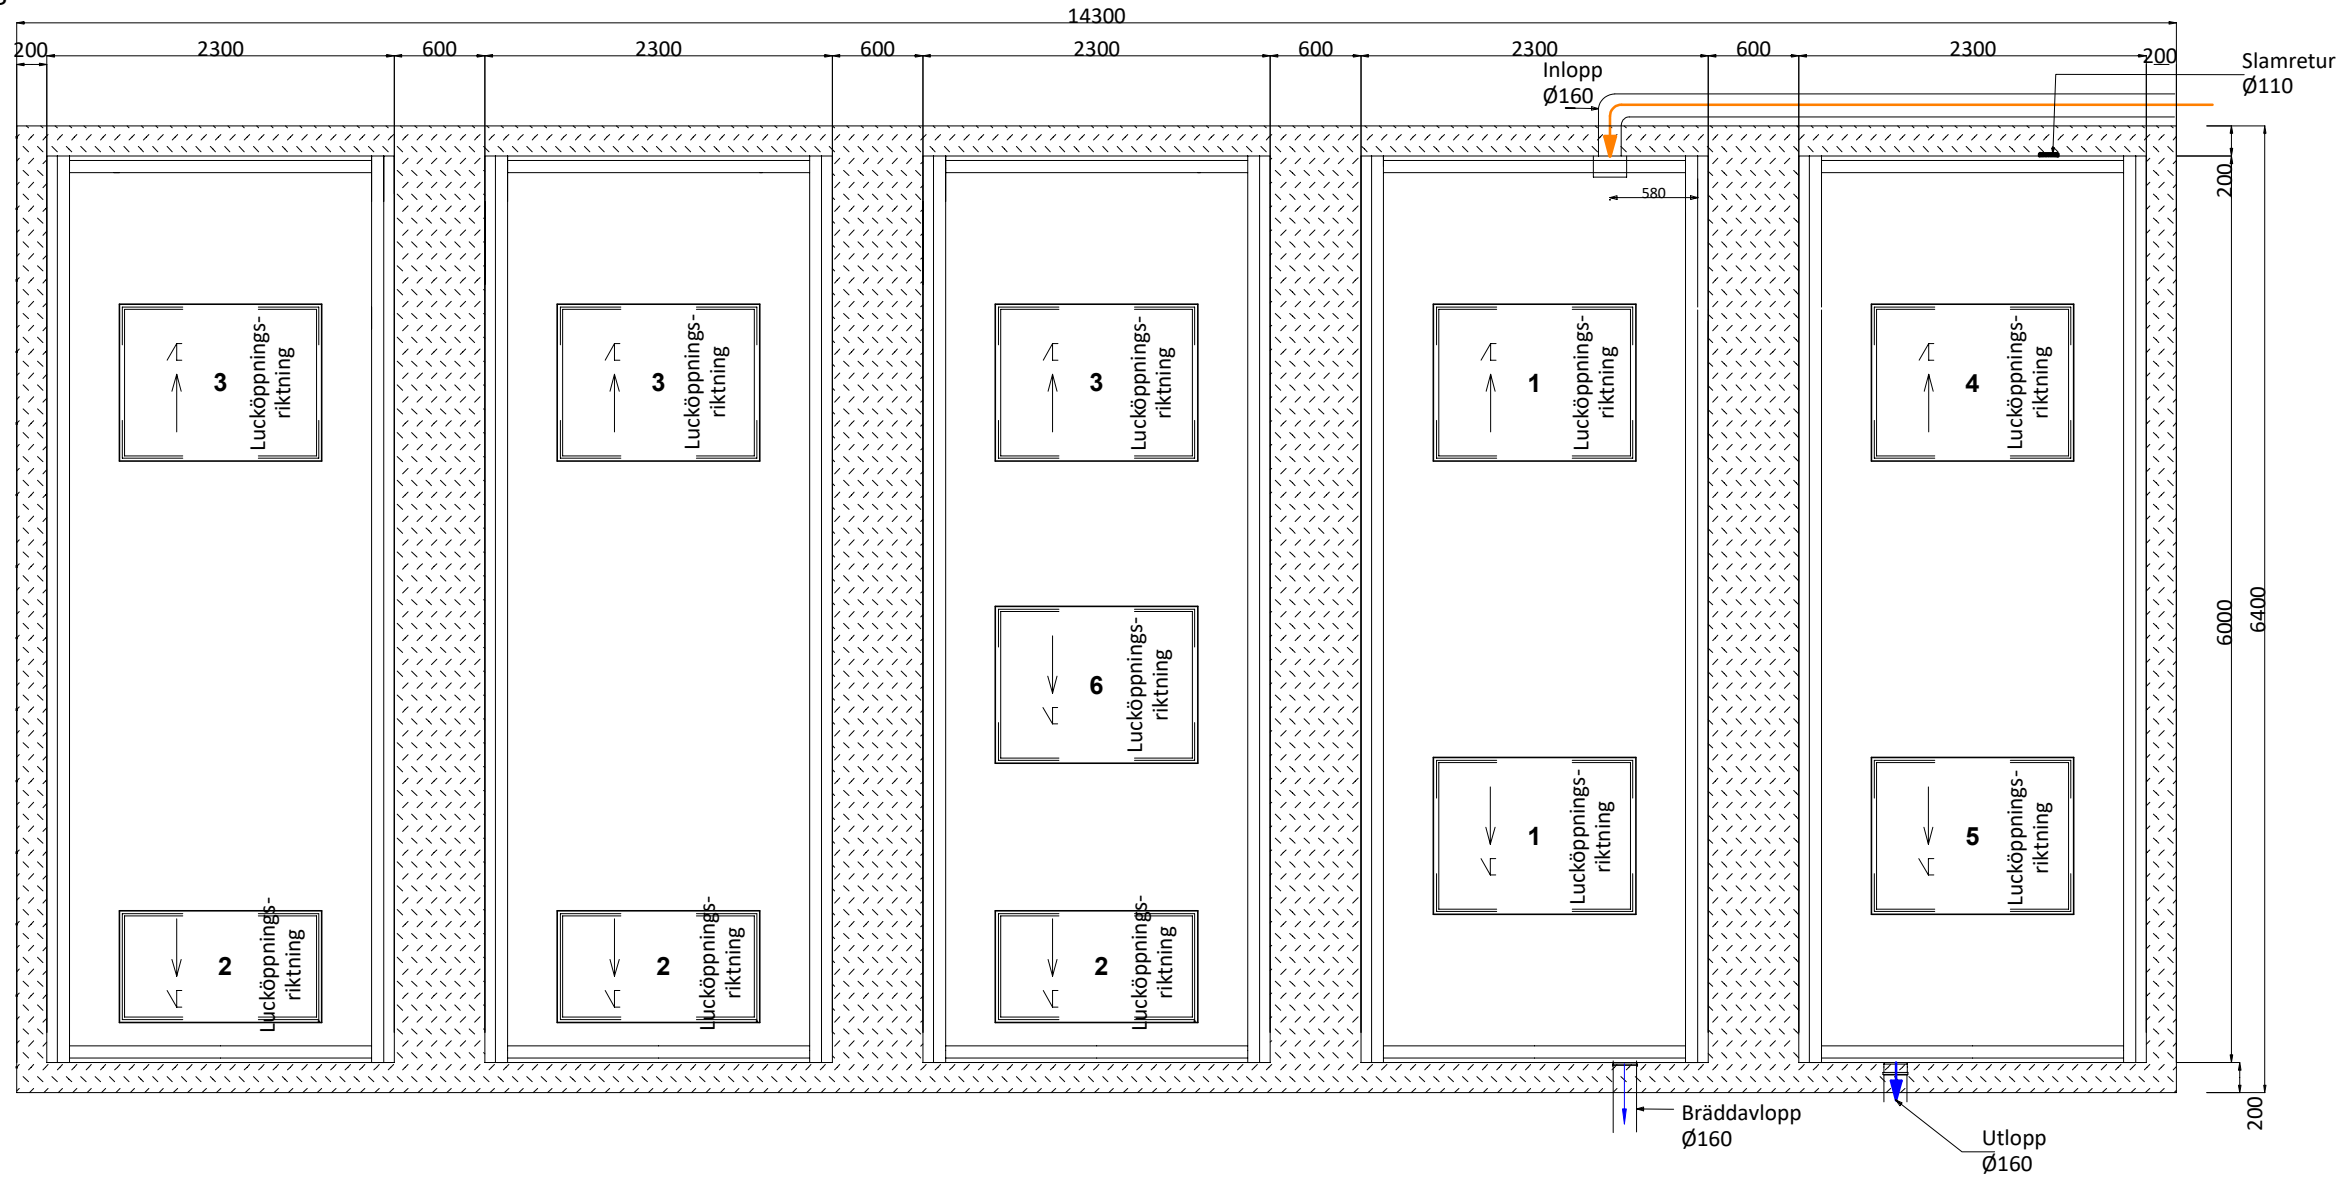 14300
200
2300
600
2300
600
2300
600
2300
600
2300
200
Inlopp
Ø160
Slamretur
Ø110
200
580
3
Lucköppnings-
riktning
3
Lucköppnings-
riktning
3
Lucköppnings-
riktning
1
Lucköppnings-
riktning
4
Lucköppnings-
riktning
6
Lucköppnings-
riktning
6000
6400
1
Lucköppnings-
riktning
5
Lucköppnings-
riktning
2
Lucköppnings-
riktning
2
Lucköppnings-
riktning
2
Lucköppnings-
riktning
200
Bräddavlopp
Ø160
Utlopp
Ø160